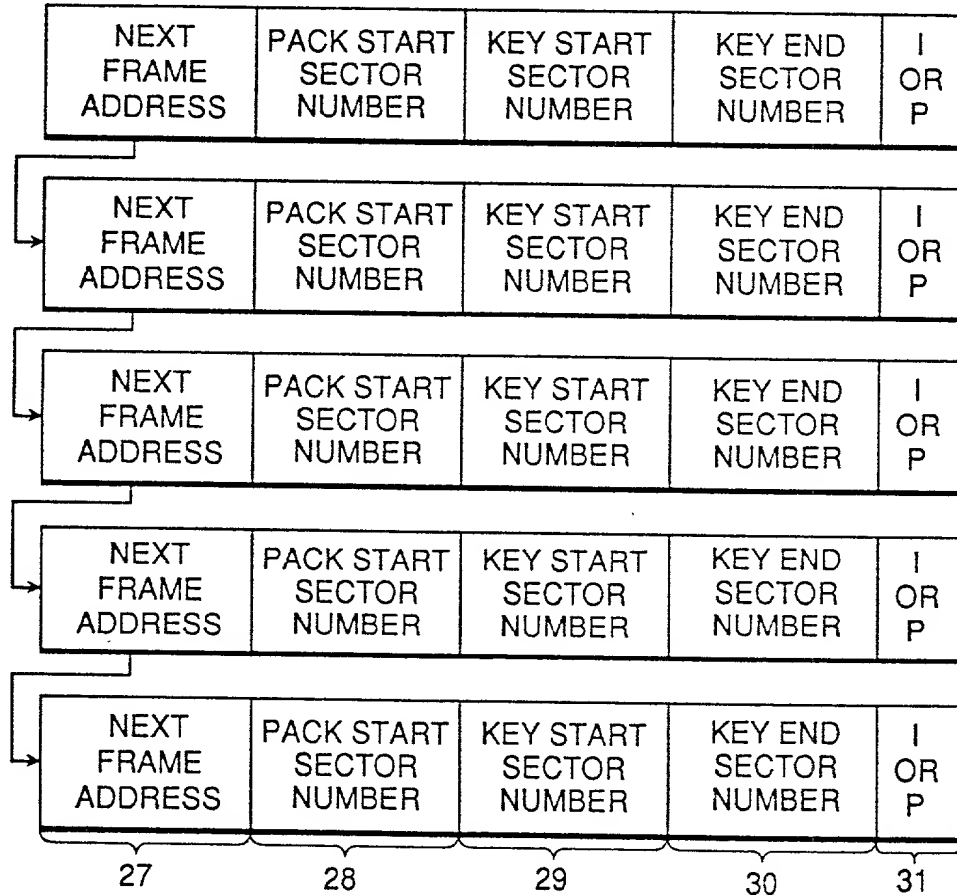 NEXT PACK START KEY START KEY END I
FRAME SECTOR SECTOR SECTOR OR
ADDRESS NUMBER NUMBER NUMBER P
NEXT PACK START KEY START KEY END I
FRAME SECTOR SECTOR SECTOR OR
ADDRESS NUMBER NUMBER NUMBER P
NEXT PACK START KEY START KEY END I
FRAME SECTOR SECTOR SECTOR OR
ADDRESS NUMBER NUMBER NUMBER P
NEXT PACK START KEY START KEY END I
FRAME SECTOR SECTOR SECTOR OR
ADDRESS NUMBER NUMBER NUMBER P
NEXT PACK START KEY START KEY END I
FRAME SECTOR SECTOR SECTOR OR
ADDRESS NUMBER NUMBER NUMBER P
27 28 29 30 31